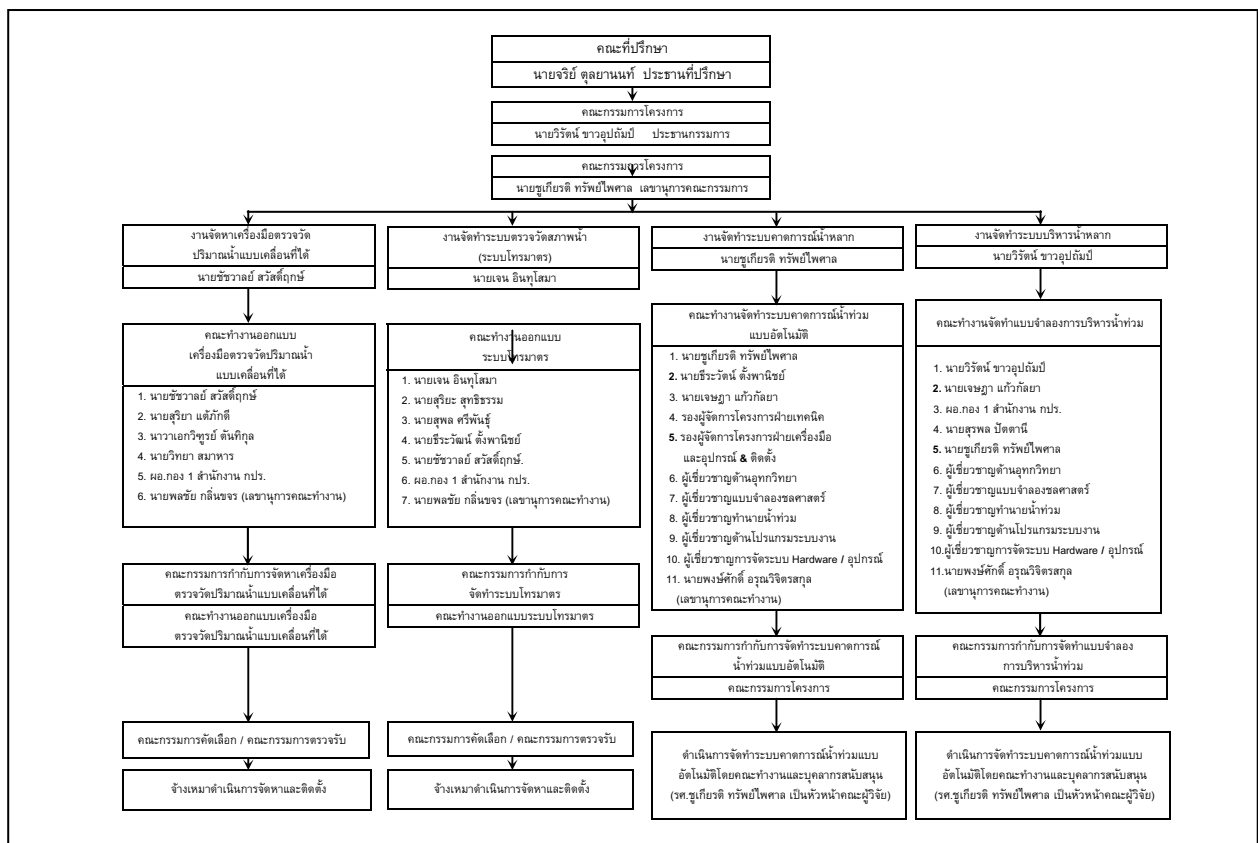 คณะที่ปรึกษา
นายจริย์ ตุลยานนท์ ประธานที่ปรึกษา
คณะกรรมการโครงการ
นายวิรัตน์ ขาวอุปถัมป์ ประธานกรรมการ
คณะกรรมการโครงการ
นายชูเกียรติ ทรัพย์ไพศาล เลขานุการคณะกรรมการ
งานจัดหาเครื่องมือตรวจวัด
ปริมาณน้ำแบบเคลื่อนที่ได้
นายชัชวาลย์ สวัสดิ์ฤกษ์
คณะทำงานออกแบบ
เครื่องมือตรวจวัดปริมาณน้ำ
แบบเคลื่อนที่ได้
1. นายชัชวาลย์ สวัสดิ์ฤกษ์
2. นายสุริยา แต้ภักดี
3. นาวาเอกวิฑูรย์ ตันทิกุล
4. นายวิทยา สมาหาร
5. ผอ.กอง 1 สำนักงาน กปร.
6. นายพลชัย กลิ่นขจร (เลขานุการคณะทำงาน)
คณะกรรมการกำกับการจัดหาเครื่องมือ
ตรวจวัดปริมาณน้ำแบบเคลื่อนที่ได้
คณะทำงานออกแบบเครื่องมือ
ตรวจวัดปริมาณน้ำแบบเคลื่อนที่ได้
คณะกรรมการคัดเลือก / คณะกรรมการตรวจรับ
จ้างเหมาดำเนินการจัดหาและติดตั้ง
งานจัดทำระบบตรวจวัดสภาพน้ำ
(ระบบโทรมาตร)
นายเจน อินทุโสมา
คณะทำงานออกแบบ
ระบบโทรมาตร
1. นายเจน อินทุโสมา
2. นายสุริยะ สุทธิธรรม
3. นายสุพล ศรีพันธุ์
4. นายธีระวัฒน์ ตั้งพานิชย์
5. นายชัชวาลย์ สวัสดิ์ฤกษ์.
6. ผอ.กอง 1 สำนักงาน กปร.
7. นายพลชัย กลิ่นขจร (เลขานุการคณะทำงาน)
คณะกรรมการกำกับการ
จัดทำระบบโทรมาตร
คณะทำงานออกแบบระบบโทรมาตร
คณะกรรมการคัดเลือก / คณะกรรมการตรวจรับ
จ้างเหมาดำเนินการจัดหาและติดตั้ง
งานจัดทำระบบคาดการณ์น้ำหลาก
นายชูเกียรติ ทรัพย์ไพศาล
คณะทำงานจัดทำระบบคาดการณ์น้ำท่วม
แบบอัตโนมัติ
1. นายชูเกียรติ ทรัพย์ไพศาล
2. นายธีระวัตน์ ตั้งพานิชย์
3. นายเจษฎา แก้วกัลยา
4. รองผู้จัดการโครงการฝ่ายเทคนิค
5. รองผู้จัดการโครงการฝ่ายเครื่องมือ
และอุปกรณ์ & ติดตั้ง
6. ผู้เชี่ยวชาญด้านอุทกวิทยา
7. ผู้เชี่ยวชาญแบบจำลองชลศาสตร์
8. ผู้เชี่ยวชาญทำนายน้ำท่วม
9. ผู้เชี่ยวชาญด้านโปรแกรมระบบงาน
10. ผู้เชี่ยวชาญการจัดระบบ Hardware / อุปกรณ์
11. นายพงษ์ศักดิ์ อรุณวิจิตรสกุล
(เลขานุการคณะทำงาน)
คณะกรรมการกำกับการจัดทำระบบคาดการณ์
น้ำท่วมแบบอัตโนมัติ
คณะกรรมการโครงการ
ดำเนินการจัดทำระบบคาดการณ์น้ำท่วมแบบ
อัตโนมัติโดยคณะทำงานและบุคลากรสนับสนุน
(รศ.ชูเกียรติ ทรัพย์ไพศาล เป็นหัวหน้าคณะผู้วิจัย)
งานจัดทำระบบบริหารน้ำหลาก
นายวิรัตน์ ขาวอุปถัมป์
คณะทำงานจัดทำแบบจำลองการบริหารน้ำท่วม
1. นายวิรัตน์ ขาวอุปถัมป์
2. นายเจษฎา แก้วกัลยา
3. ผอ.กอง 1 สำนักงาน กปร.
4. นายสุรพล ปัตตานี
5. นายชูเกียรติ ทรัพย์ไพศาล
6. ผู้เชี่ยวชาญด้านอุทกวิทยา
7. ผู้เชี่ยวชาญแบบจำลองชลศาสตร์
8. ผู้เชี่ยวชาญทำนายน้ำท่วม
9. ผู้เชี่ยวชาญด้านโปรแกรมระบบงาน
10.ผู้เชี่ยวชาญการจัดระบบ Hardware / อุปกรณ์
11.นายพงษ์ศักดิ์ อรุณวิจิตรสกุล
(เลขานุการคณะทำงาน)
คณะกรรมการกำกับการจัดทำแบบจำลอง
การบริหารน้ำท่วม
คณะกรรมการโครงการ
ดำเนินการจัดทำระบบคาดการณ์น้ำท่วมแบบ
อัตโนมัติโดยคณะทำงานและบุคลากรสนับสนุน
(รศ.ชูเกียรติ ทรัพย์ไพศาล เป็นหัวหน้าคณะผู้วิจัย)